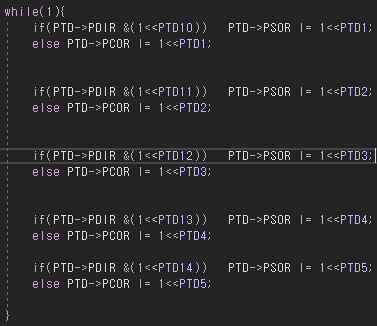 while(1){
if(PTD->PDIR &(1<<PTD10)) PTD->PSOR |= 1<<PTD1;
else PTD->PCOR |= 1<<PTD1;
if(PTD->PDIR &(1<<PTD11)) PTD->PSOR |= 1<<PTD2;
else PTD->PCOR |= 1<<PTD2;
if(PTD->PDIR &(1<<PTD12)) PTD->PSOR |= 1<<PTD3;
else PTD->PCOR |= 1<<PTD3;
if(PTD->PDIR &(1<<PTD13)) PTD->PSOR |= 1<<PTD4;
else PTD->PCOR |= 1<<PTD4;
if(PTD->PDIR &(1<<PTD14)) PTD->PSOR |= 1<<PTD5;
else PTD->PCOR |= 1<<PTD5;
}